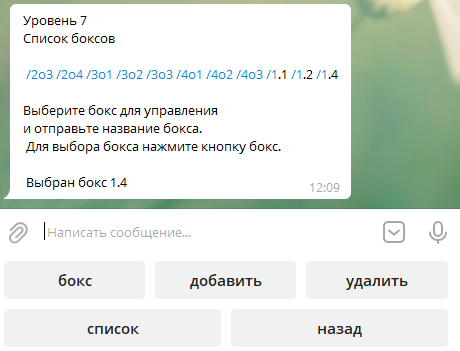 Уровень 7
Список боксов
/2о3 /2о4 /3о1 /3о2 /3о3 /4о1 /4о2 /4о3 /1.1 /1.2 /1.4
Выберите бокс для управления
и отправьте название бокса.
Для выбора бокса нажмите кнопку бокс.
Выбран бокс 1.4
12:09
Написать сообщение...
бокс
добавить
удалить
список
назад